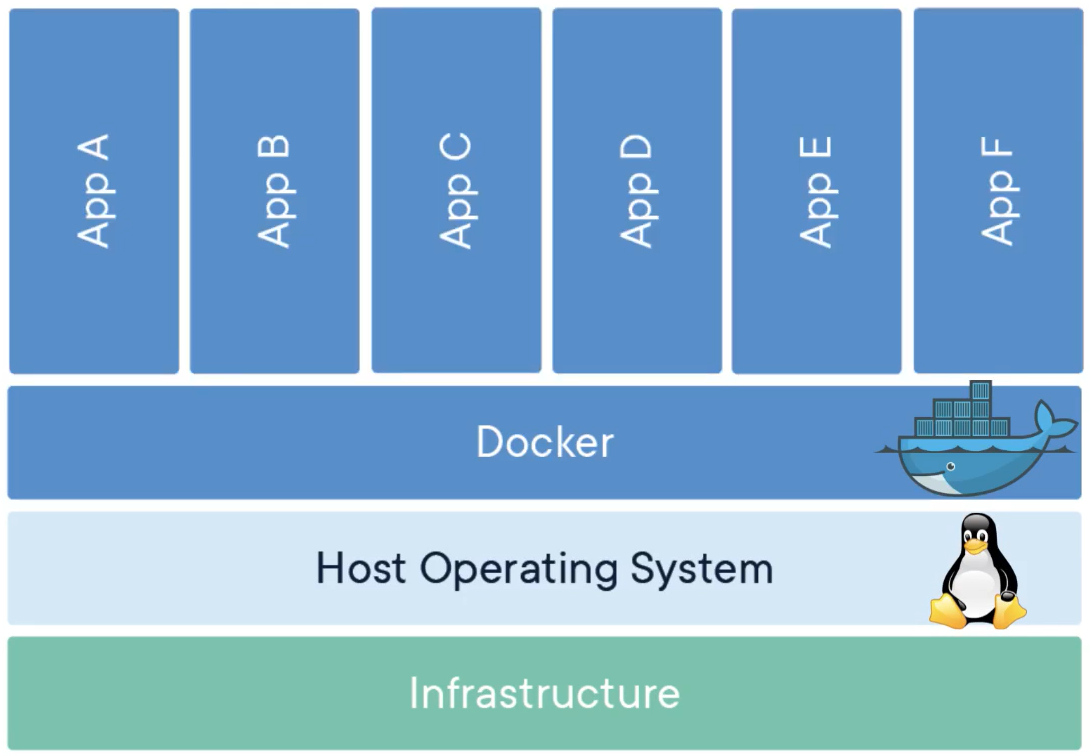 App A
App B
App C
App D
App E
App F
Docker
Host Operating System
Infrastructure